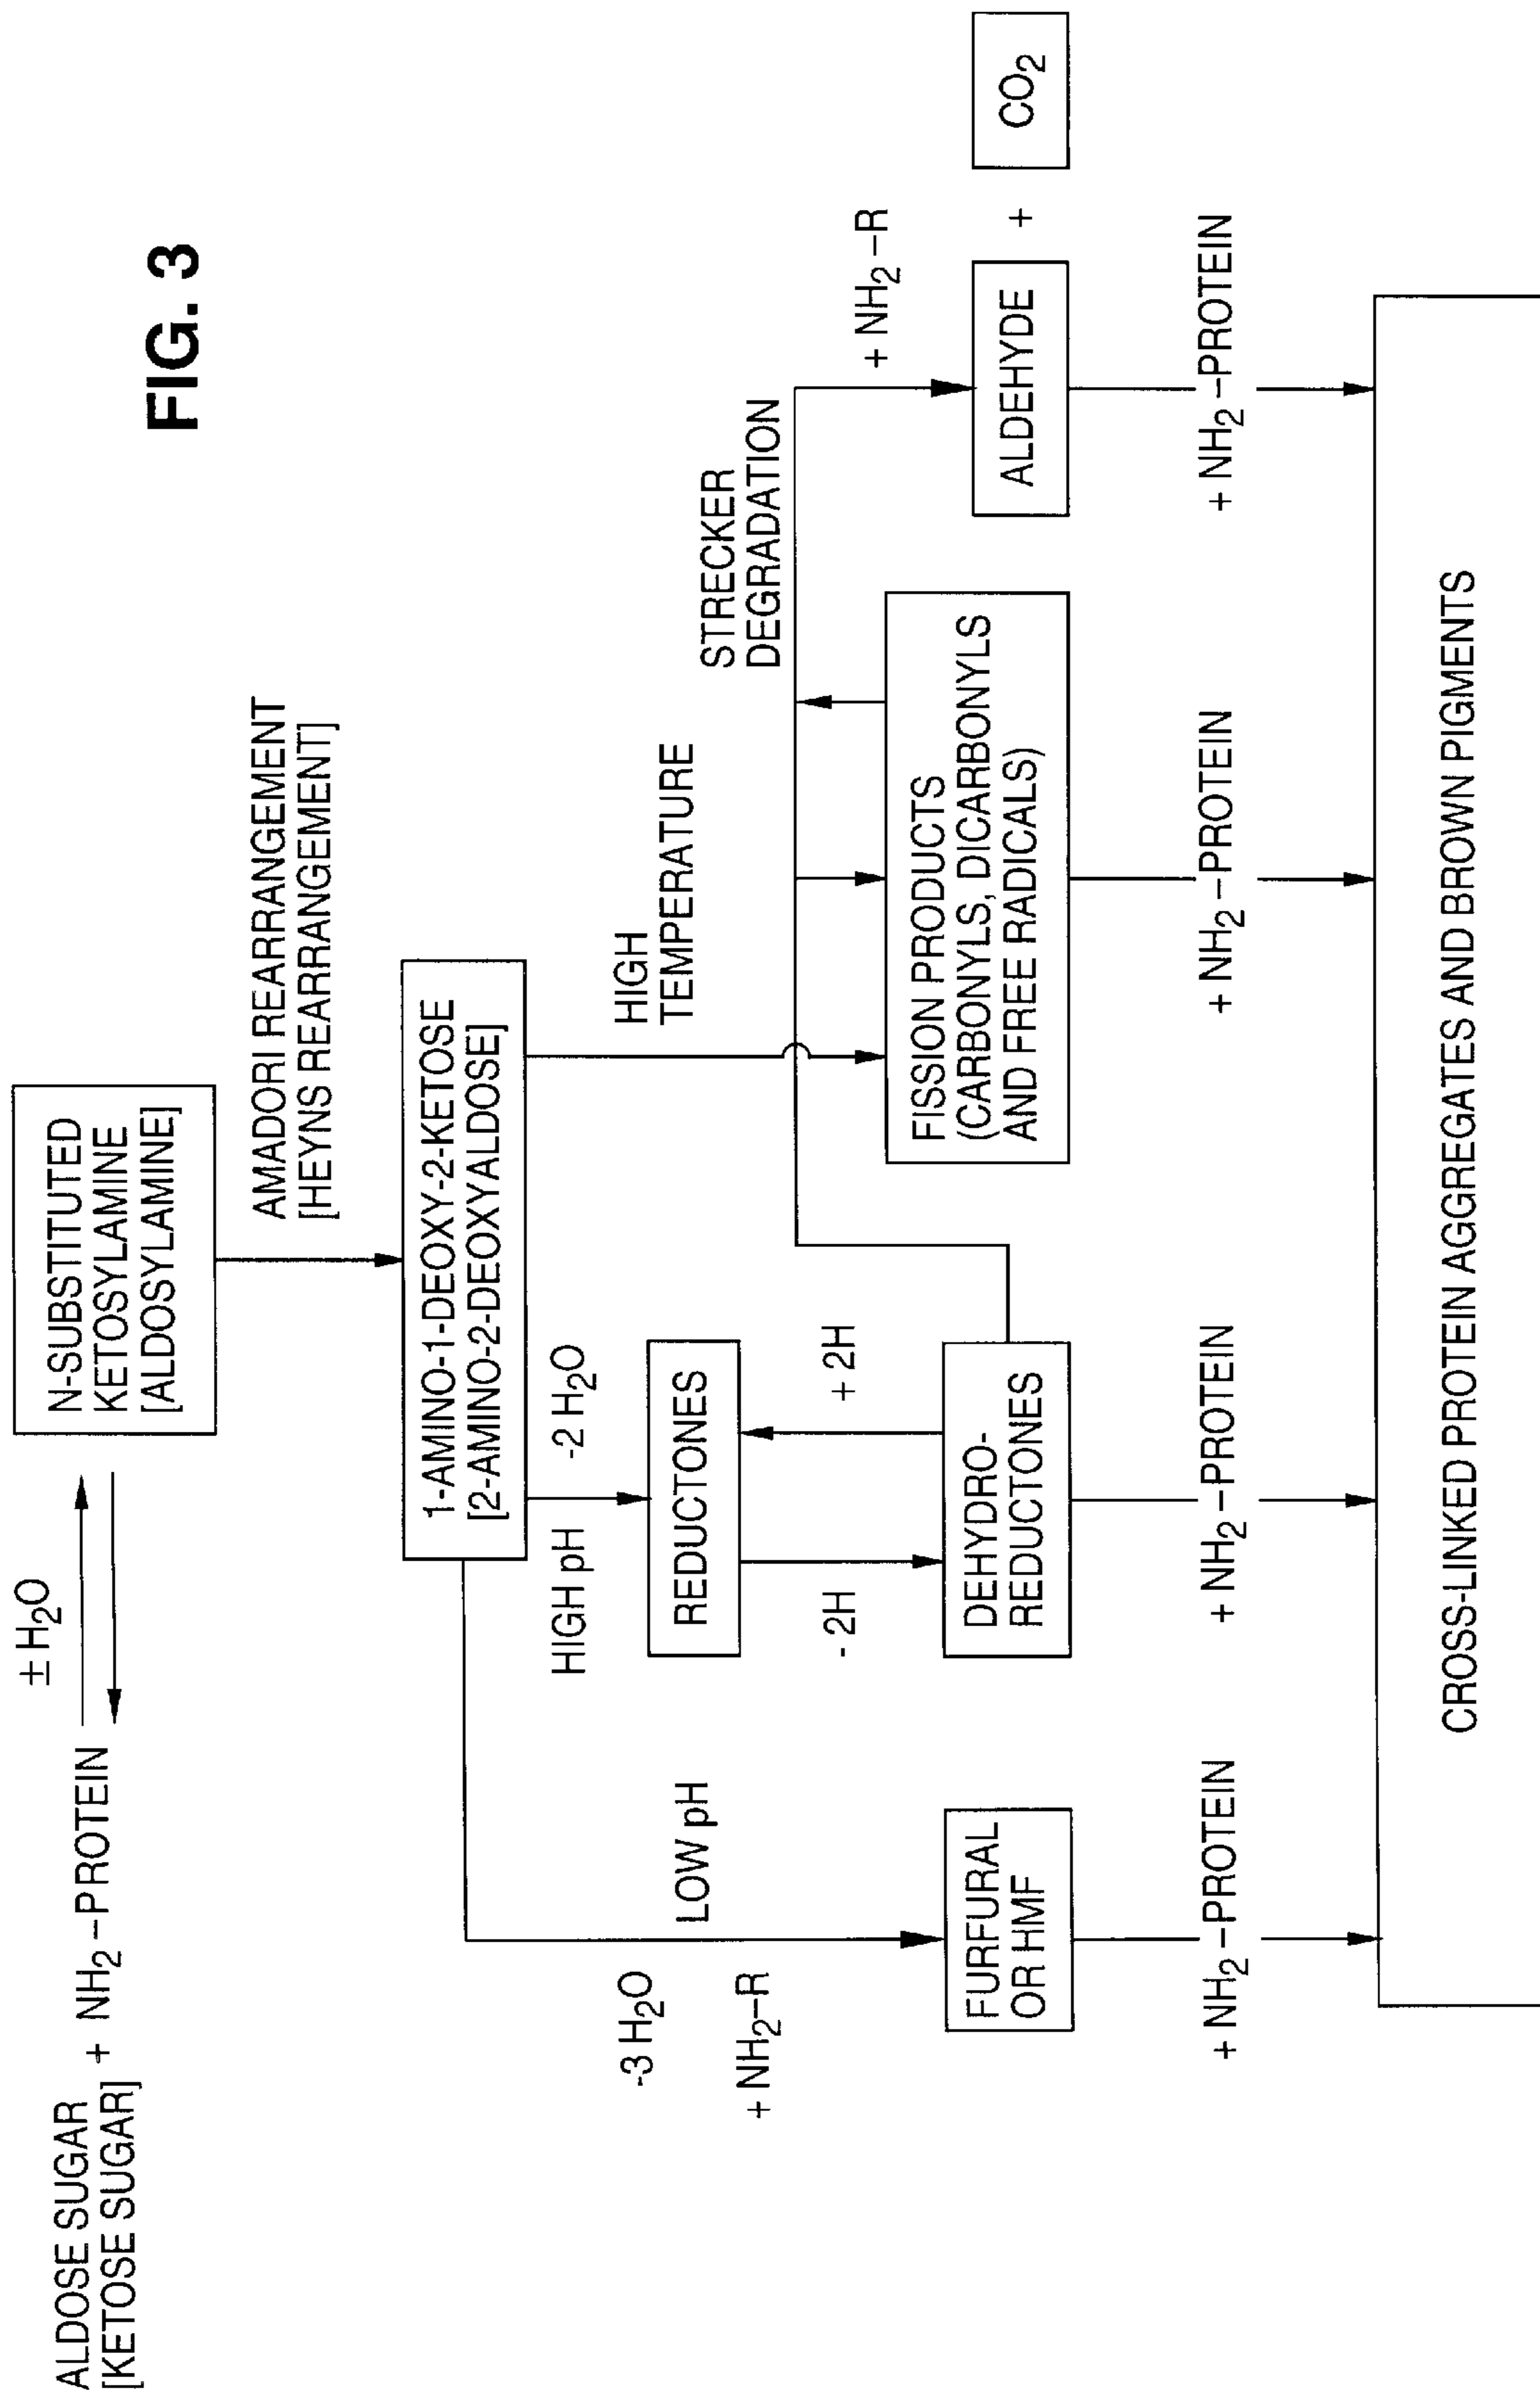 FIG. 3
± H2O
ALDOSE SUGAR
[KETOSE SUGAR]
+ NH2–PROTEIN
N-SUBSTITUTED
KETOSYLAMINE
[ALDOSYLAMINE]
AMADORI REARRANGEMENT
[HEYNS REARRANGEMENT]
1-AMINO-1-DEOXY-2-KETOSE
[2-AMINO-2-DEOXYALDOSE]
-3 H2O
+ NH2–R
LOW pH
HIGH pH
-2 H2O
HIGH
TEMPERATURE
STRECKER
DEGRADATION
REDUCTONES
- 2H
+ 2H
+ NH2–R
FURFURAL
OR HMF
DEHYDRO-
REDUCTONES
FISSION PRODUCTS
(CARBONYLS, DICARBONYLS
AND FREE RADICALS)
ALDEHYDE
+
CO2
+ NH2–PROTEIN
+ NH2–PROTEIN
+ NH2–PROTEIN
+ NH2–PROTEIN
CROSS-LINKED PROTEIN AGGREGATES AND BROWN PIGMENTS